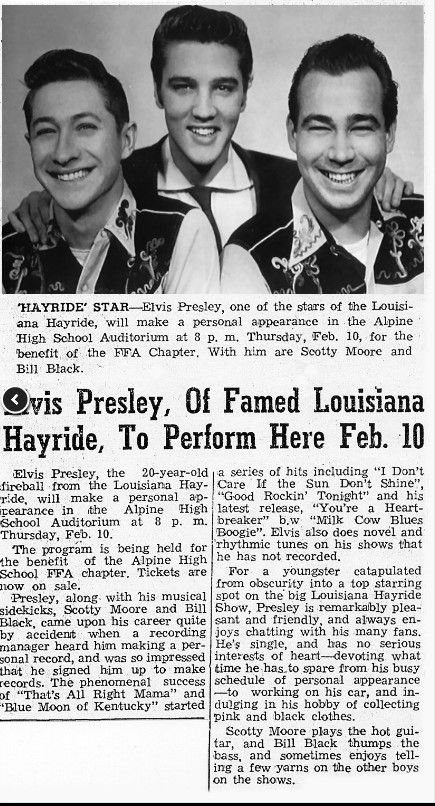 'HAYRIDE' STAR—Elvis Presley, one of the stars of the Louisi-
ana Hayride, will make a personal appearance in the Alpine
High School Auditorium at 8 p. m. Thursday, Feb. 10, for the
benefit of the FFA Chapter. With him are Scotty Moore and
Bill Black.
vis Presley, Of Famed Louisiana
Hayride, To Perform Here Feb. 10
Elvis Presley, the 20-year-old
fireball from the Louisiana Hay-
ride, will make a personal ap-
pearance in the Alpine High
School Auditorium at 8 p. m.
Thursday, Feb. 10.
The program is being held for
the benefit of the Alpine High
School FFA chapter. Tickets are
now on sale.
Presley, along with his musical
sidekicks, Scotty Moore and Bill
Black, came upon his career quite
by accident when a recording
manager heard him making a per-
sonal record, and was so impressed
that he signed him up to make
records. The phenomenal success
of "That's All Right Mama" and
"Blue Moon of Kentucky" started
a series of hits including "I Don't
Care If the Sun Don't Shine",
"Good Rockin' Tonight" and his
latest release, "You're a Heart-
breaker" b.w "Milk Cow Blues
Boogie". Elvis also does novel and
rhythmic tunes on his shows that
he has not recorded.
For a youngster catapulated
from obscurity into a top starring
spot on the big Louisiana Hayride
Show, Presley is remarkably plea-
sant and friendly, and always en-
joys chatting with his many fans.
He's single, and has no serious
interests of heart—devoting what
time he has to spare from his busy
schedule of personal appearance
—to working on his car, and in-
dulging in his hobby of collecting
pink and black clothes.
Scotty Moore plays the hot gui-
tar, and Bill Black thumps the
bass, and sometimes enjoys tell-
ing a few yarns on the other boys
on the shows.